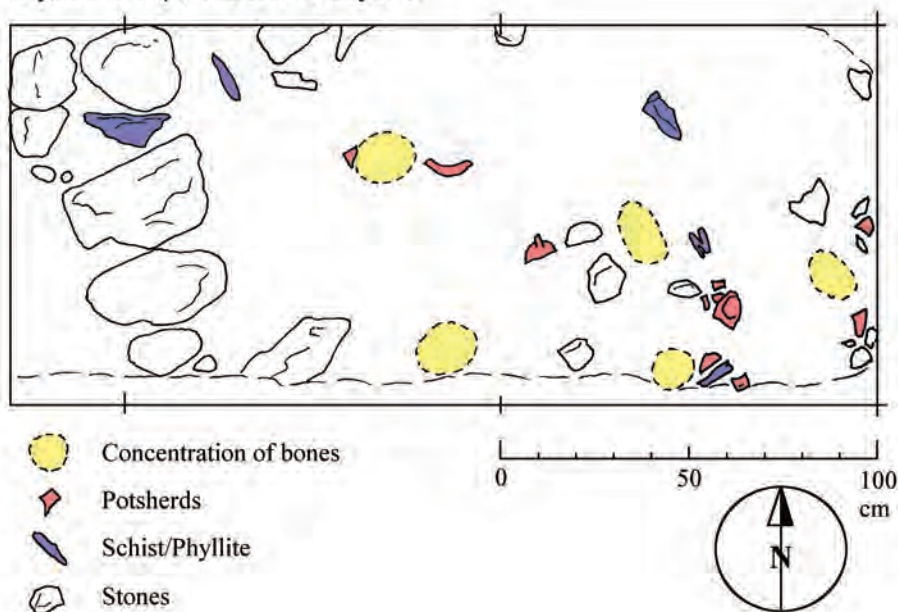 Concentration of bones
Potsherds
Schist/Phyllite
Stones
0 50 100
cm
N